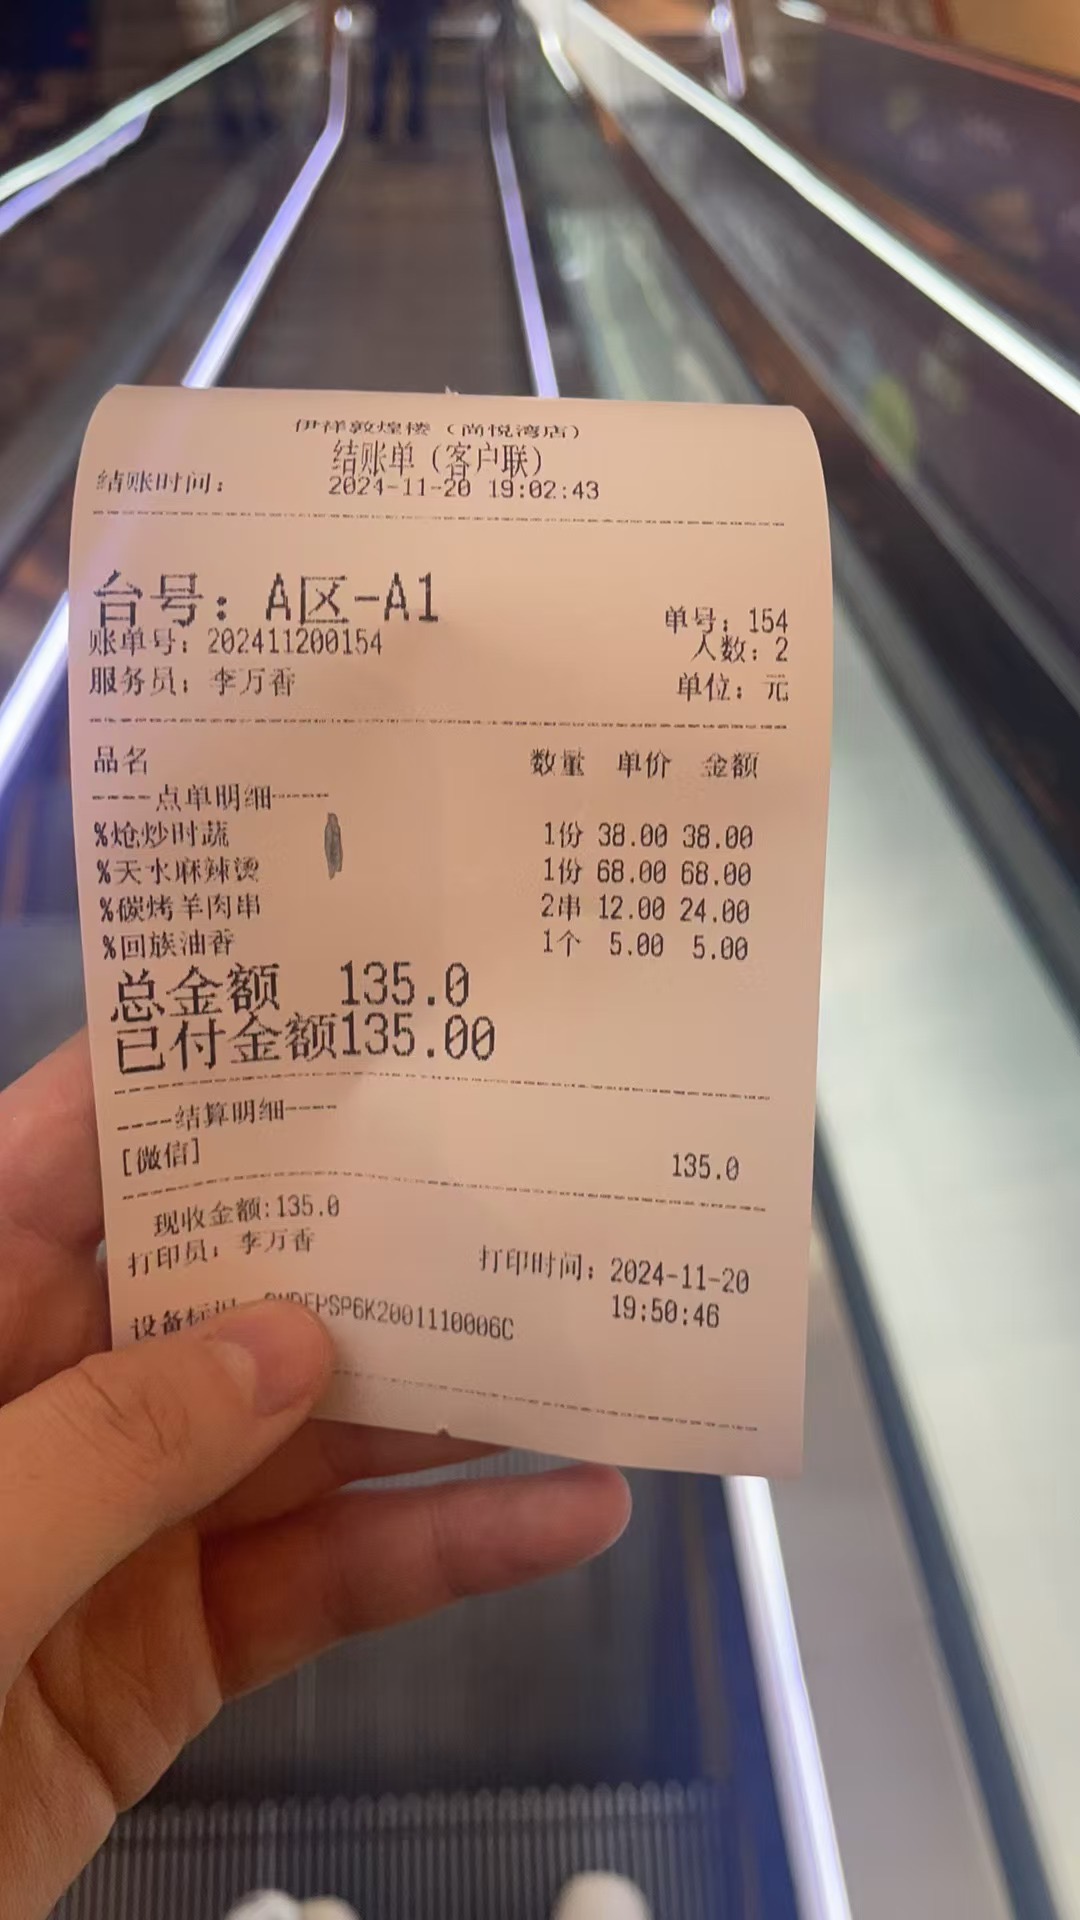 伊祥敦煌楼（尚悦湾店）
结账单（客户联）
结账时间： 2024-11-20 19:02:43
台号：A区-A1
单号：154
账单号：202411200154 人数：2
服务员：李万香 单位：元
品名 数量 单价 金额
----点单明细----
%炝炒时蔬 1份 38.00 38.00
%天水麻辣烫 1份 68.00 68.00
%碳烤羊肉串 2串 12.00 24.00
%回族油香 1个 5.00 5.00
总金额 135.0
已付金额135.00
----结算明细----
[微信] 135.0
现收金额:135.0
打印员：李万香 打印时间：2024-11-20
19:50:46
设备标识 PSP6K2001110006C